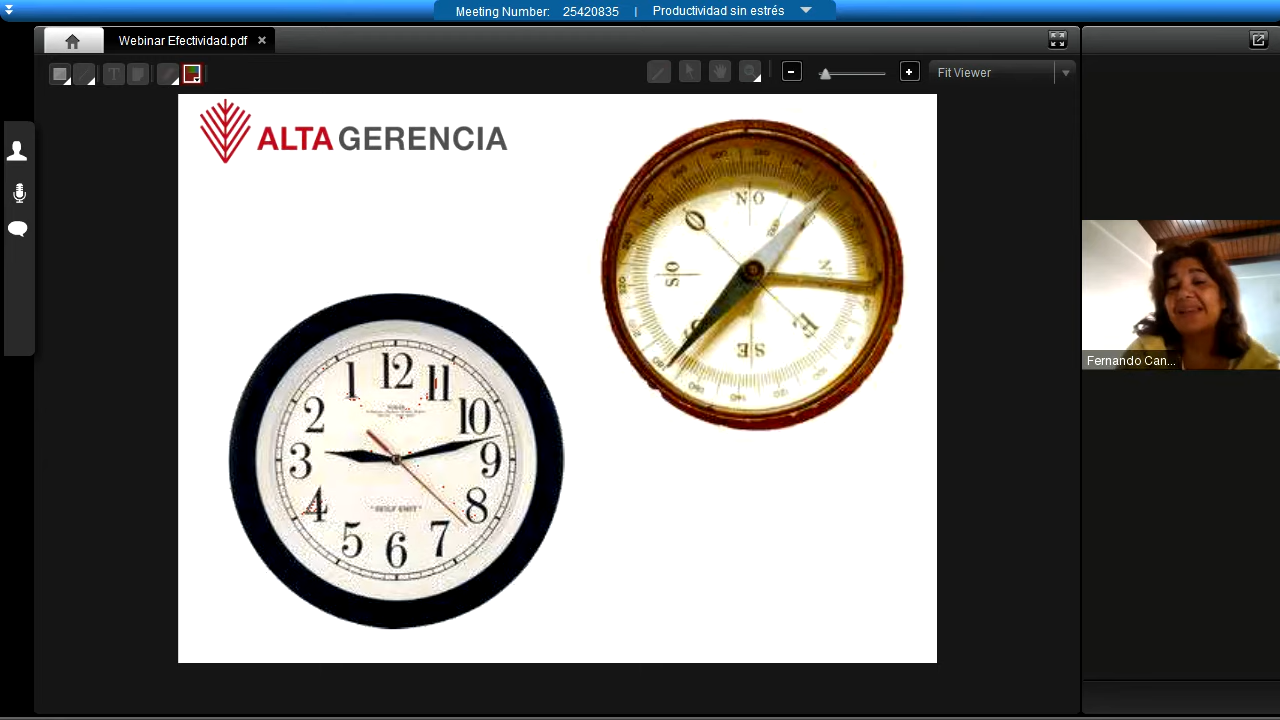 Meeting Number: 25420835 | Productividad sin estrés
Webinar Efectividad.pdf
T
Fit Viewer
ALTA GERENCIA
NO
O
N
SO
E
SE
12
1
11
2
10
3
9
4
8
5
7
6
Fernando Can...